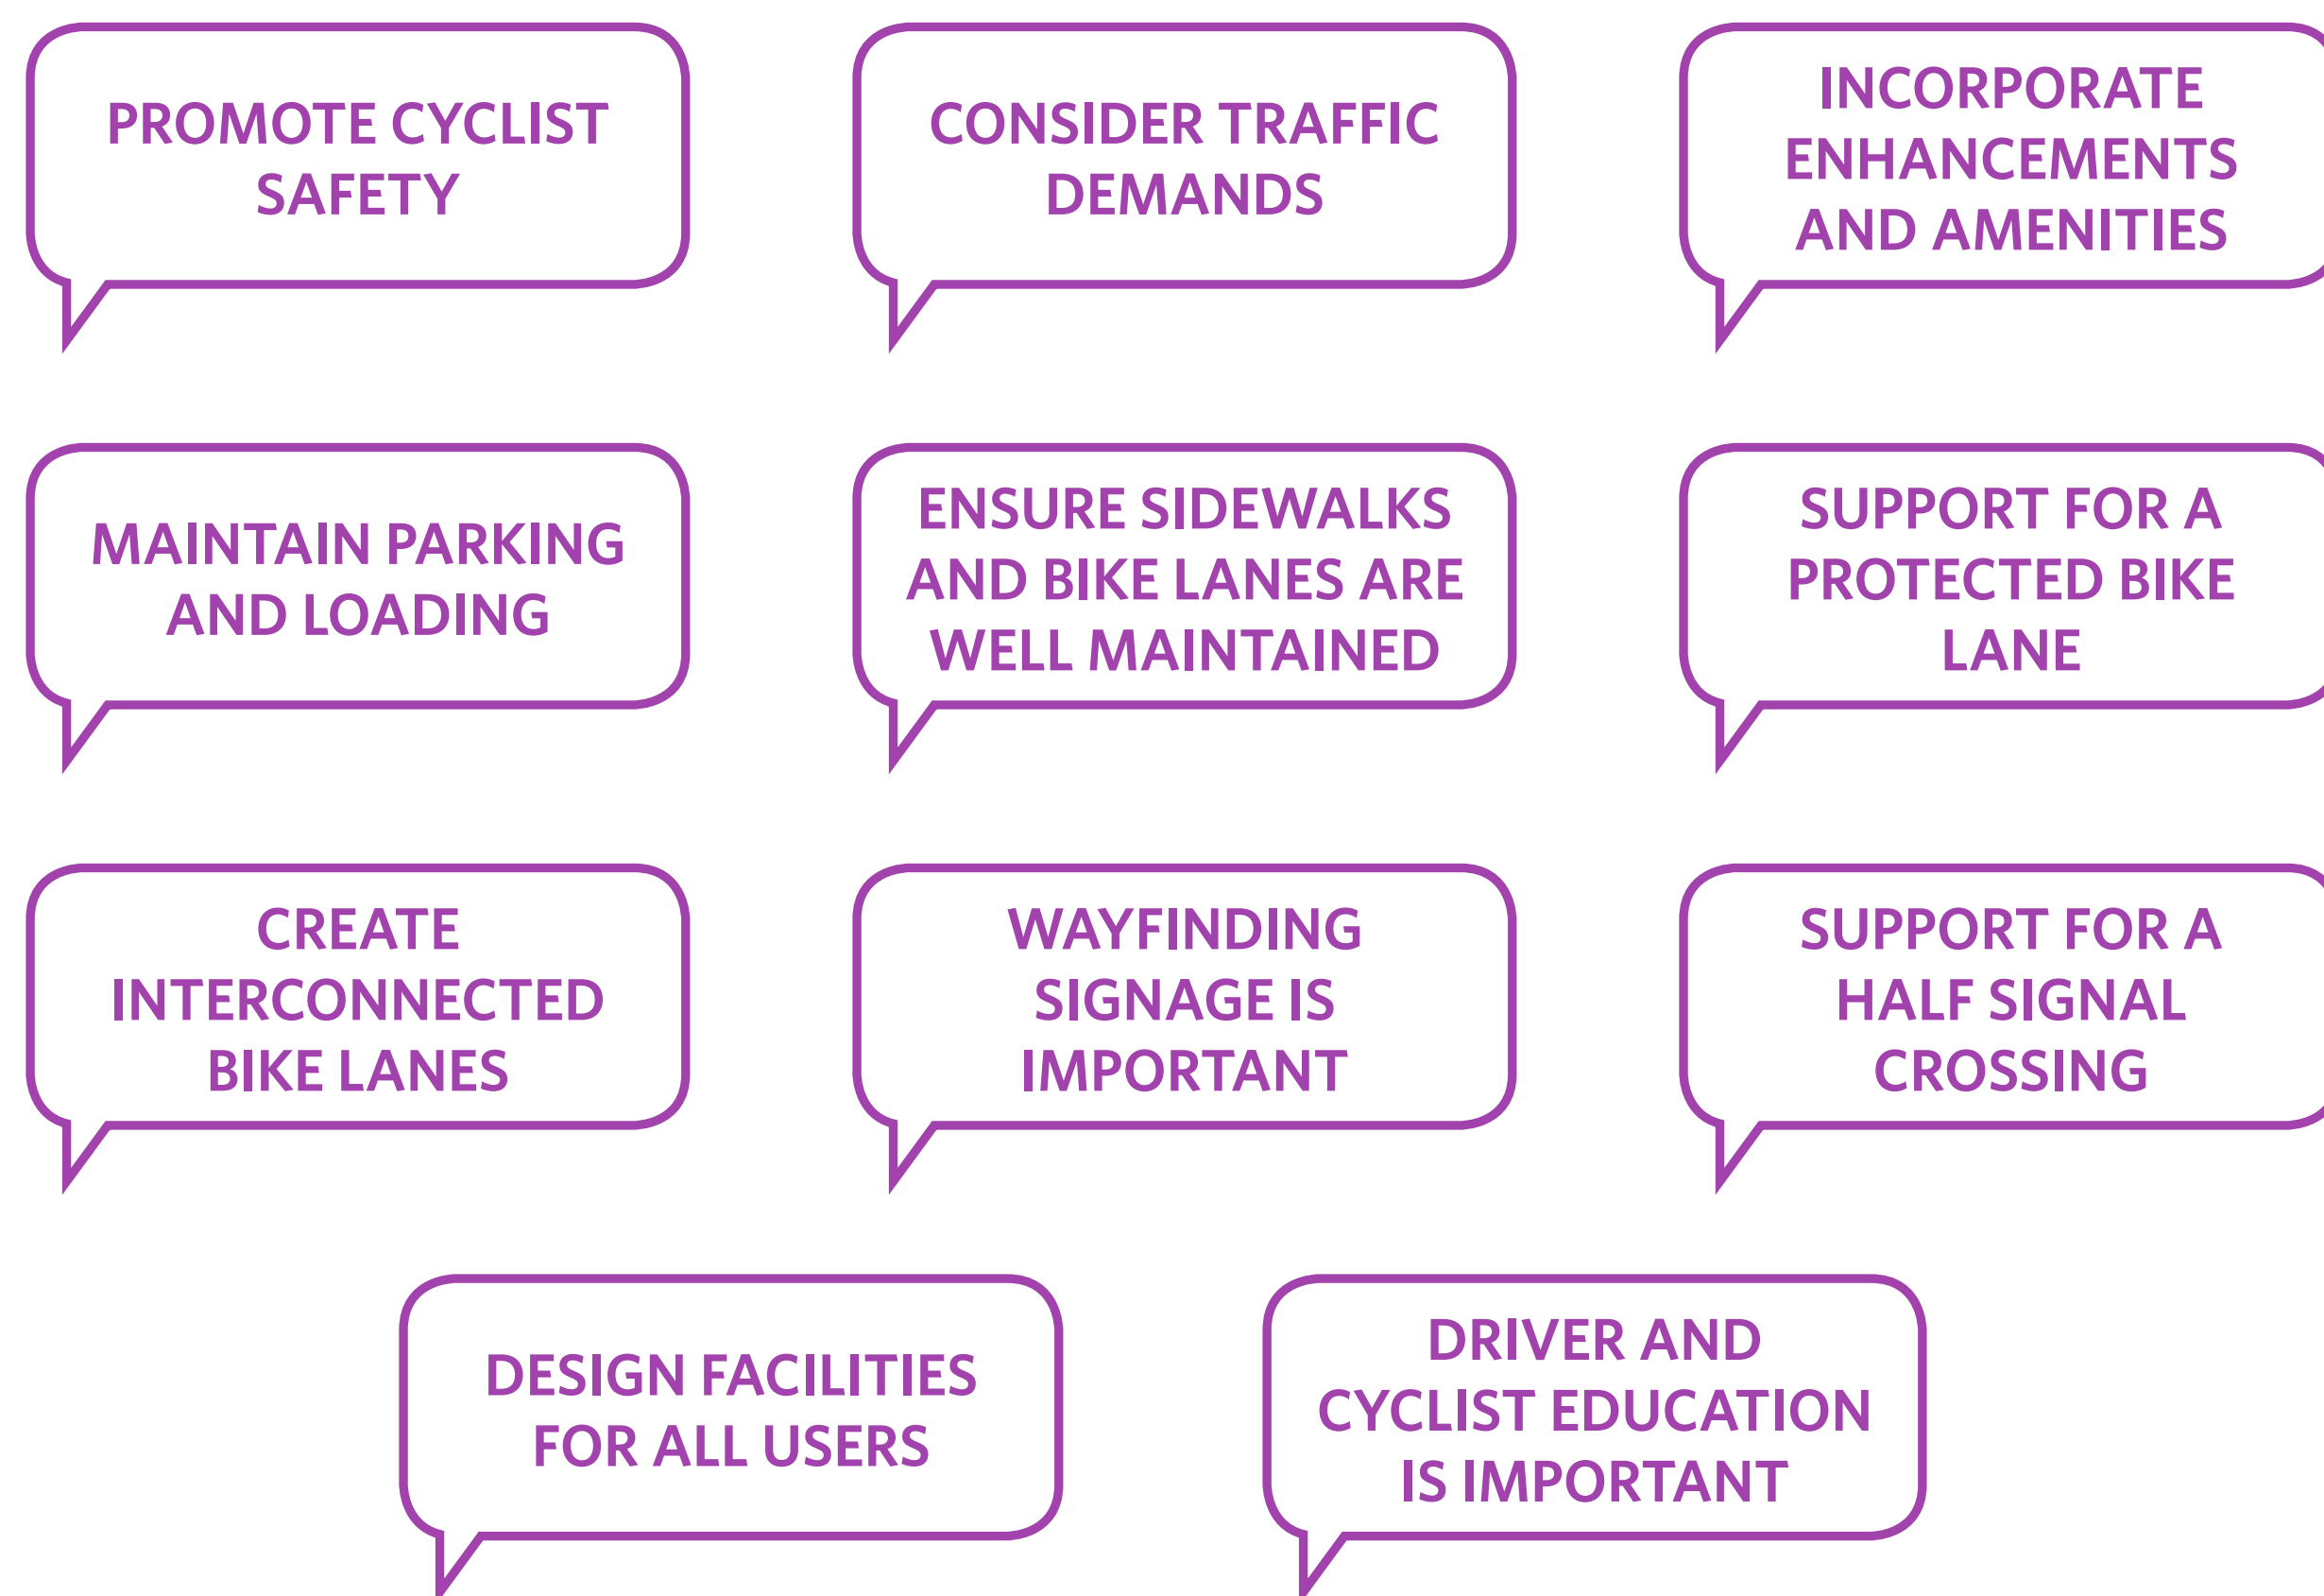 PROMOTE CYCLIST
SAFETY
CONSIDER TRAFFIC
DEMANDS
INCORPORATE
ENHANCEMENTS
AND AMENITIES
MAINTAIN PARKING
AND LOADING
ENSURE SIDEWALKS
AND BIKE LANES ARE
WELL MAINTAINED
SUPPORT FOR A
PROTECTED BIKE
LANE
CREATE
INTERCONNECTED
BIKE LANES
WAYFINDING
SIGNAGE IS
IMPORTANT
SUPPORT FOR A
HALF SIGNAL
CROSSING
DESIGN FACILITIES
FOR ALL USERS
DRIVER AND
CYCLIST EDUCATION
IS IMPORTANT